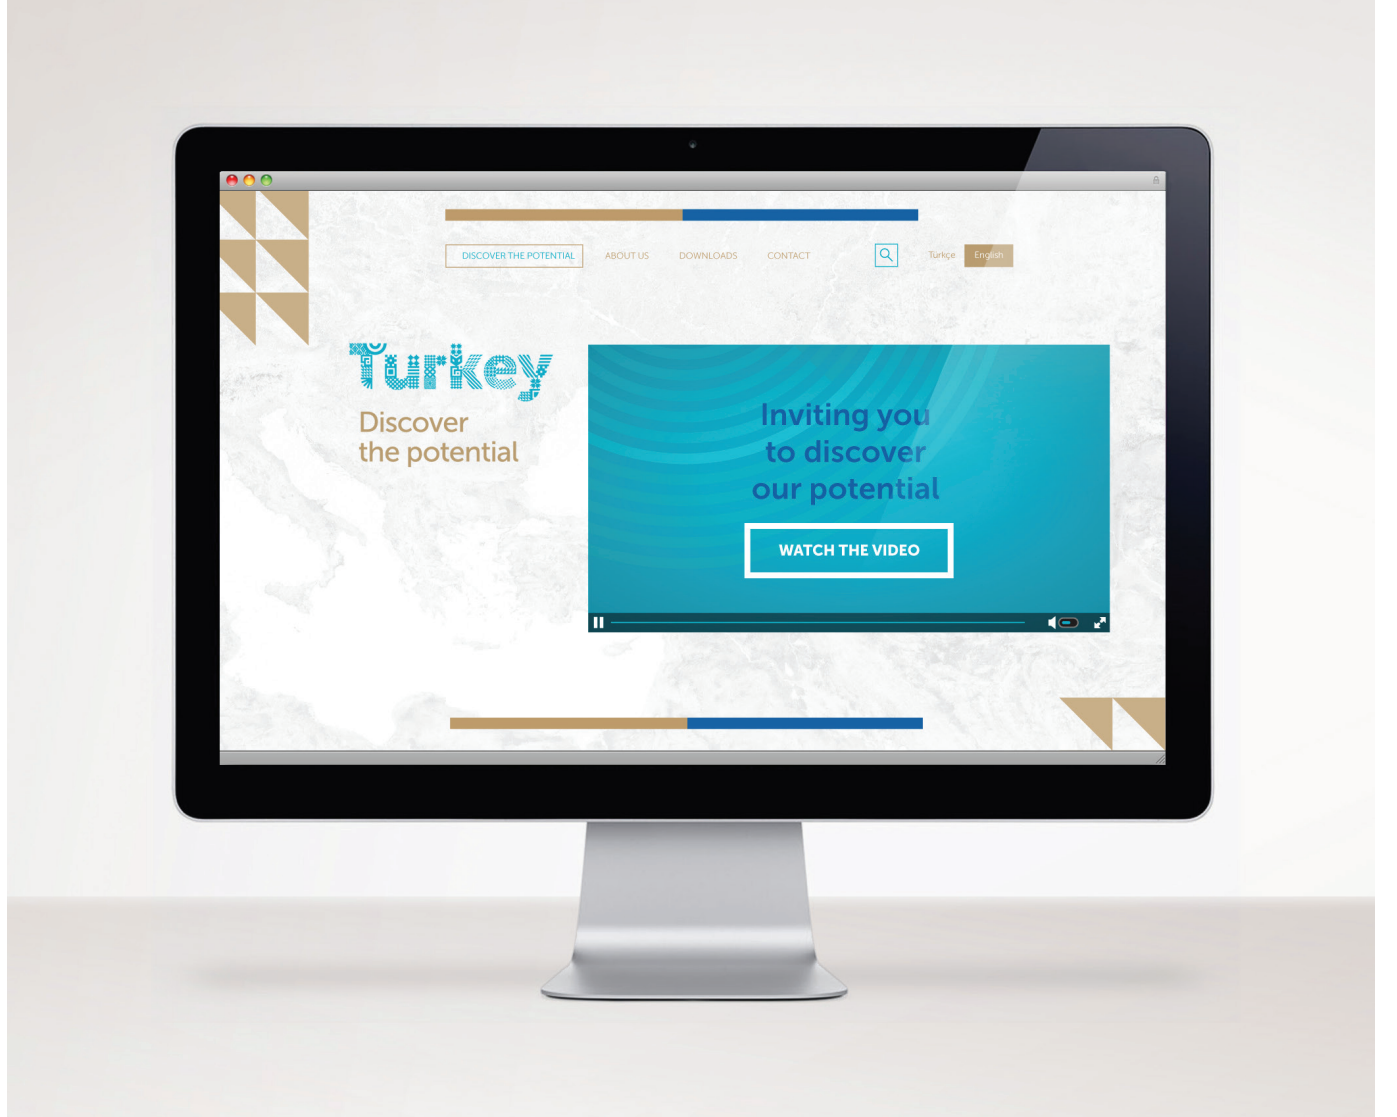 DISCOVER THE POTENTIAL
ABOUT US
DOWNLOADS
CONTACT
Türkçe
English
Turkey
Discover
the potential
Inviting you
to discover
our potential
WATCH THE VIDEO